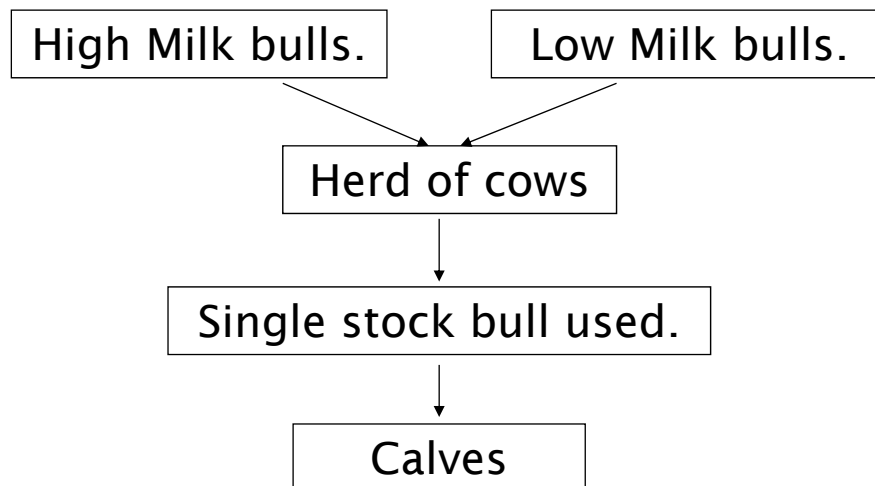 High Milk bulls.
Low Milk bulls.
Herd of cows
Single stock bull used.
Calves